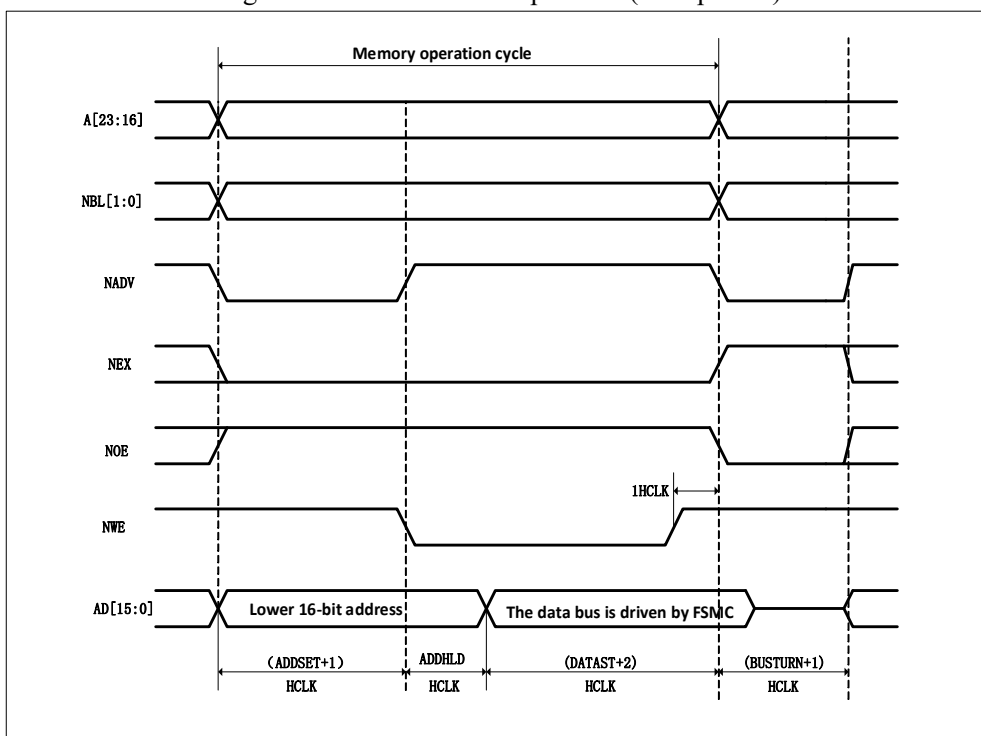 Memory operation cycle
A[23:16]
NBL[1:0]
NADV
NEX
NOE
1HCLK
NWE
AD[15:0]
Lower 16-bit address
The data bus is driven by FSMC
(ADDSET+1)
HCLK
ADDHLD
HCLK
(DATAST+2)
HCLK
(BUSTURN+1)
HCLK